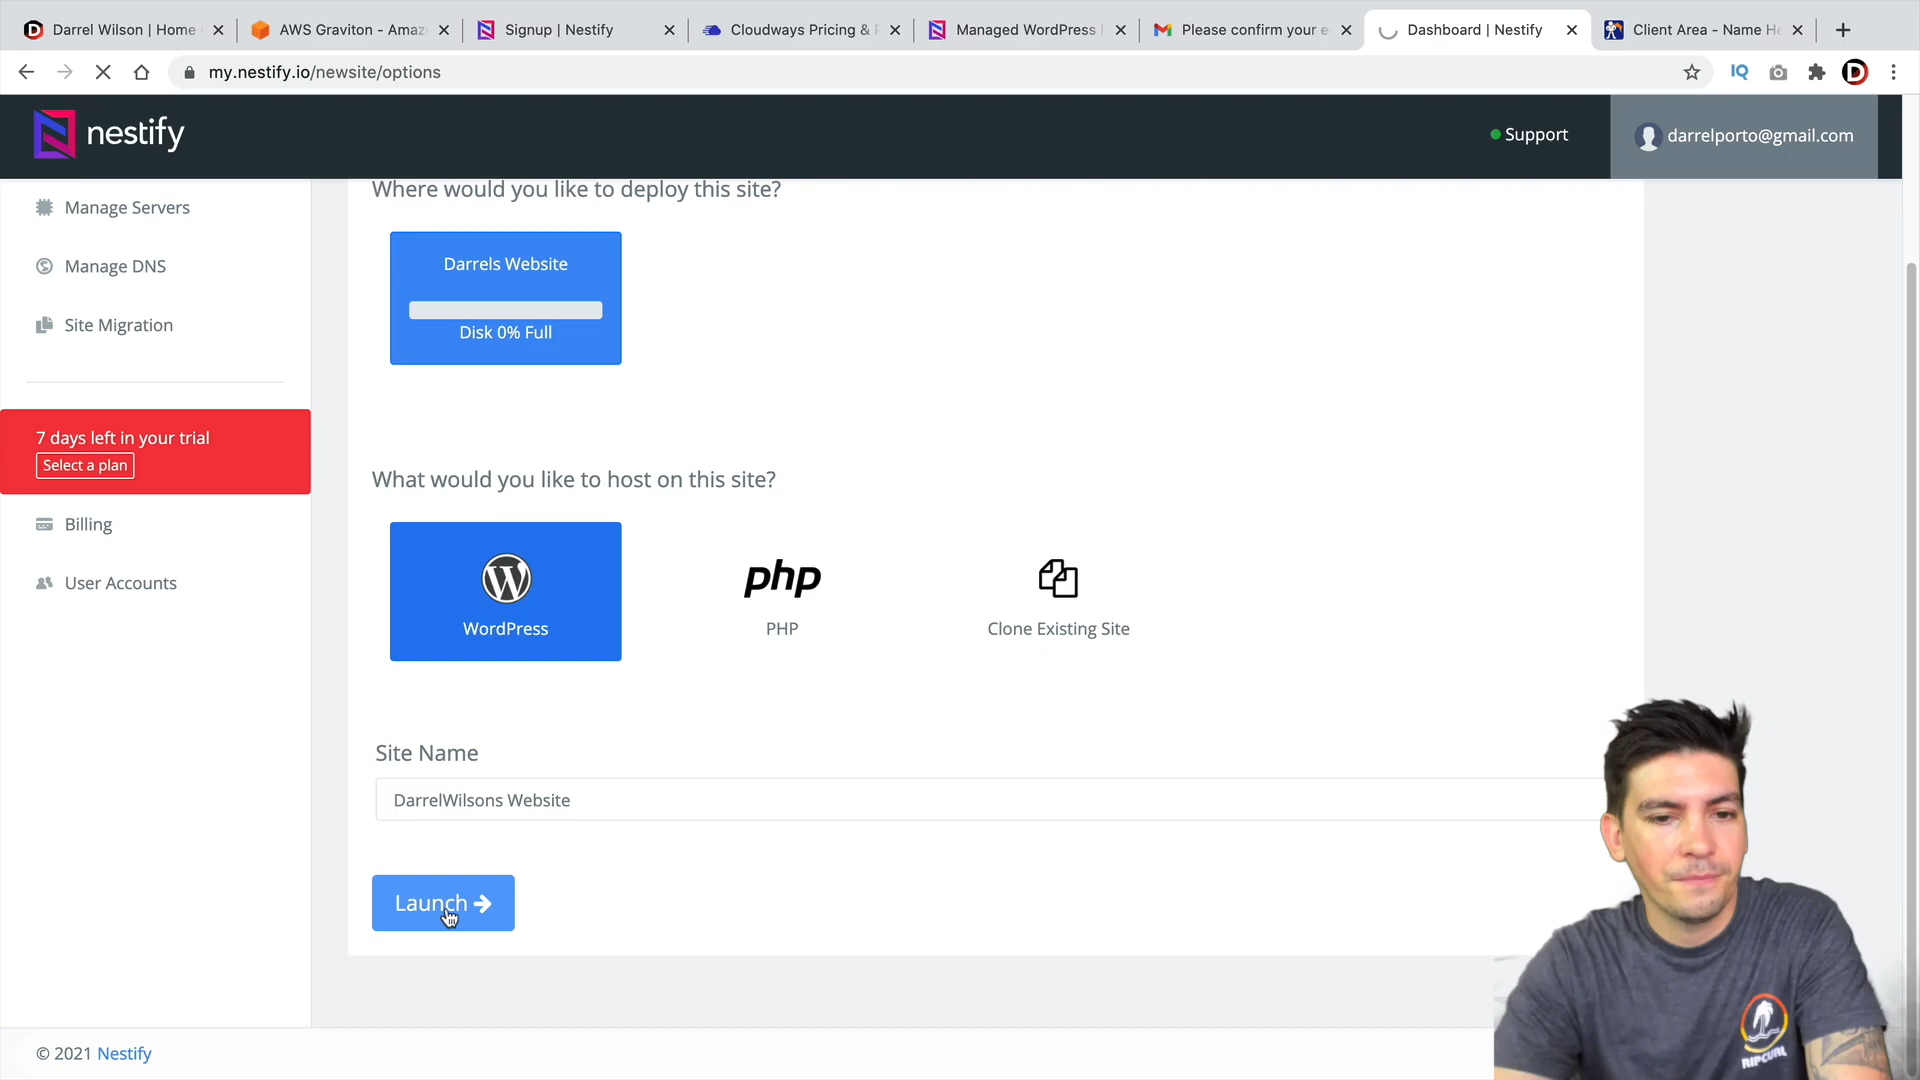 Darrel Wilson | Home
AWS Graviton - Amaz
Signup | Nestify
Cloudways Pricing &
Managed WordPress
Please confirm your e
Dashboard | Nestify
Client Area - Name He
my.nestify.io/newsite/options
IQ
D
nestify
Support
darrelporto@gmail.com
Manage Servers
Manage DNS
Site Migration
7 days left in your trial
Select a plan
Billing
User Accounts
Where would you like to deploy this site?
Darrels Website
Disk 0% Full
What would you like to host on this site?
WordPress
php
PHP
Clone Existing Site
Site Name
DarrelWilsons Website
Launch
© 2021 Nestify
RIPCURL